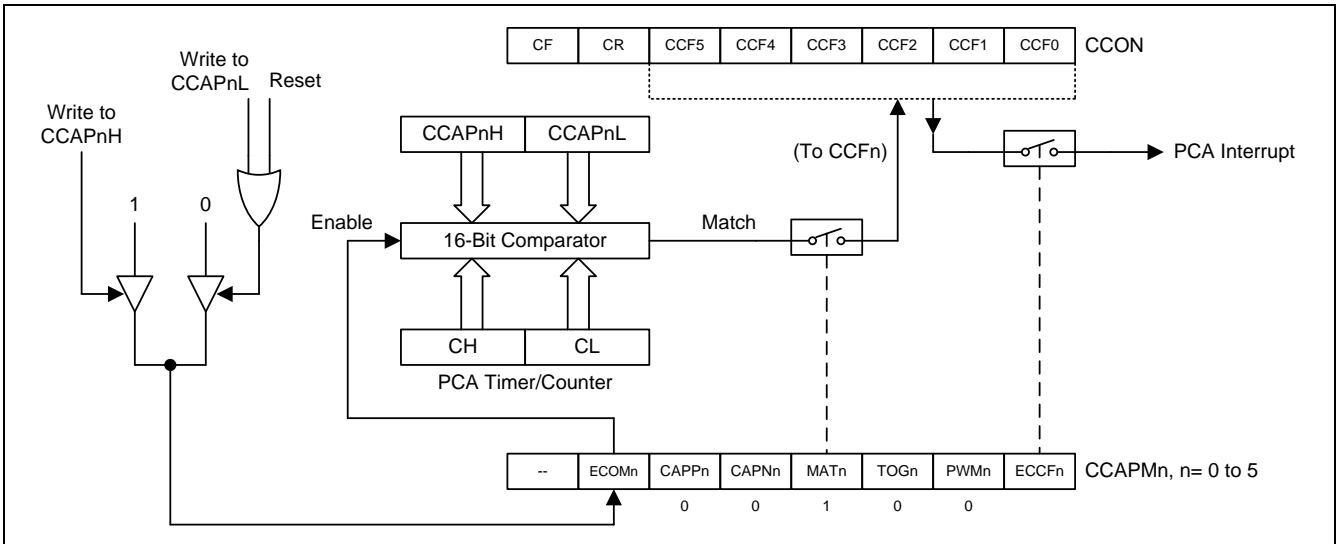 CF CR CCF5 CCF4 CCF3 CCF2 CCF1 CCF0 CCON
Write to
CCAPnL
Reset
Write to
CCAPnH
CCAPnH CCAPnL
(To CCFn)
PCA Interrupt
1 0
Enable
16-Bit Comparator
Match
CH CL
PCA Timer/Counter
-- ECOMn CAPPn CAPNn MATn TOGn PWMn ECCFn CCAPMn, n= 0 to 5
0 0 1 0 0